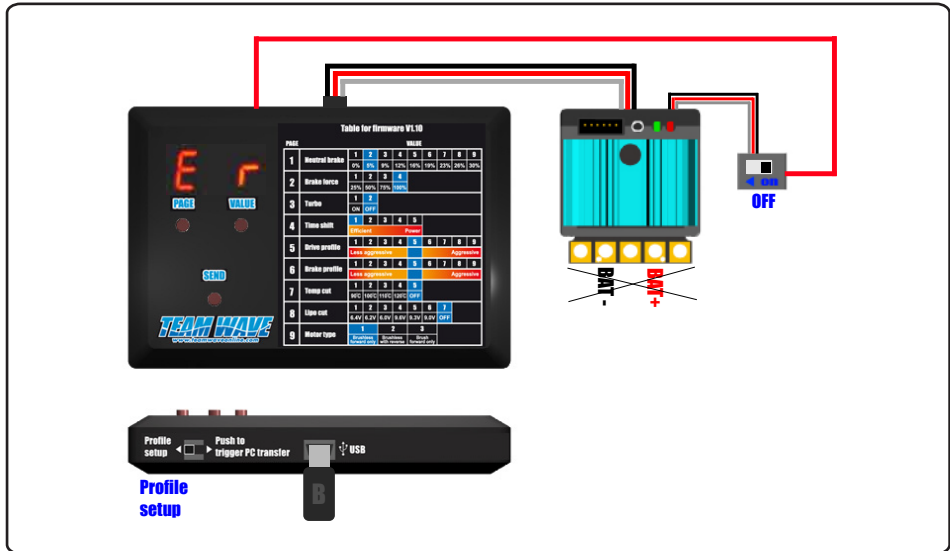 Table for firmware V1.10
PAGE VALUE
1 Neutral brake 1 2 3 4 5 6 7 8 9
0% 5% 9% 12% 16% 19% 23% 26% 30%
2 Brake force 1 2 3 4
25% 50% 75% 100%
3 Turbo 1 2
ON OFF
4 Time shift 1 2 3 4 5
Efficient Power
5 Drive profile 1 2 3 4 5 6 7 8 9
Less aggressive Aggressive
6 Brake profile 1 2 3 4 5 6 7 8 9
Less aggressive Aggressive
7 Temp cut 1 2 3 4 5
90℃ 100℃ 110℃ 120℃ OFF
8 Lipo cut 1 2 3 4 5 6 7
6.4V 6.2V 6.0V 9.6V 9.3V 9.0V OFF
9 Motor type 1 2 3
Brushless forward only Brushless with reverse Brush forward only
E r
PAGE VALUE
SEND
TEAM WAVE
www.teamwaveonline.com
on
OFF
BAT -
BAT +
Profile
setup
Push to
trigger PC transfer
USB
B
Profile
setup